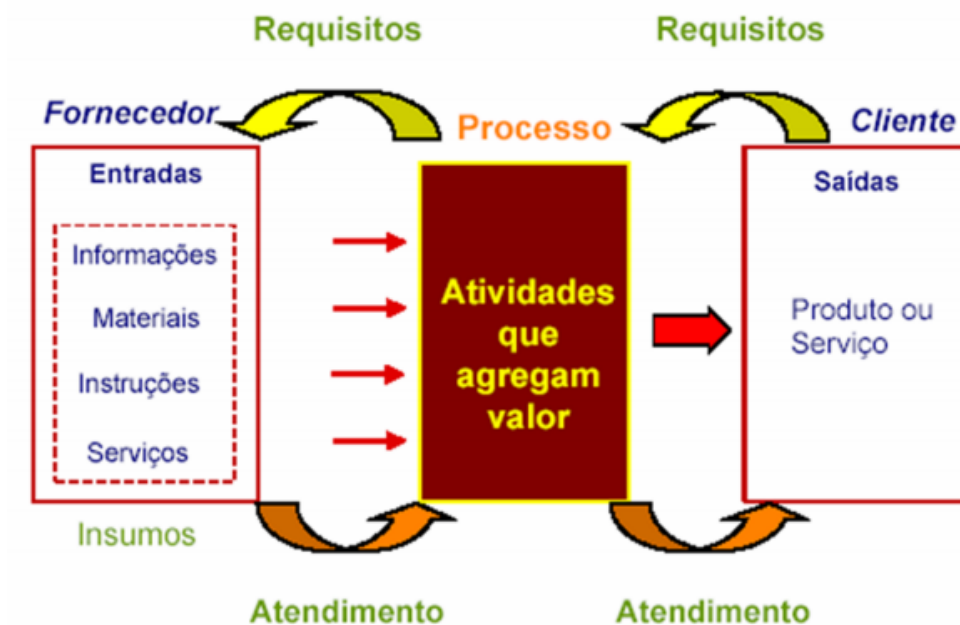 Requisitos
Requisitos
Fornecedor
Processo
Cliente
Entradas
Informações
Materiais
Instruções
Serviços
Insumos
Atividades
que
agregam
valor
Saídas
Produto ou
Serviço
Atendimento
Atendimento